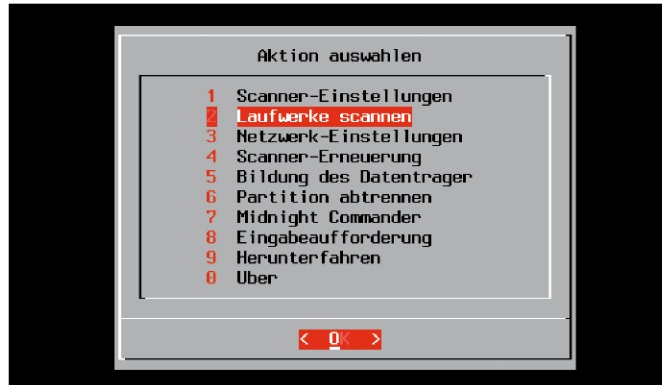 Aktion auswahlen
1 Scanner-Einstellungen
2 Laufwerke scannen
3 Netzwerk-Einstellungen
4 Scanner-Erneuerung
5 Bildung des Datentrager
6 Partition abtrennen
7 Midnight Commander
8 Eingabeaufforderung
9 Herunterfahren
0 Uber
< OK >